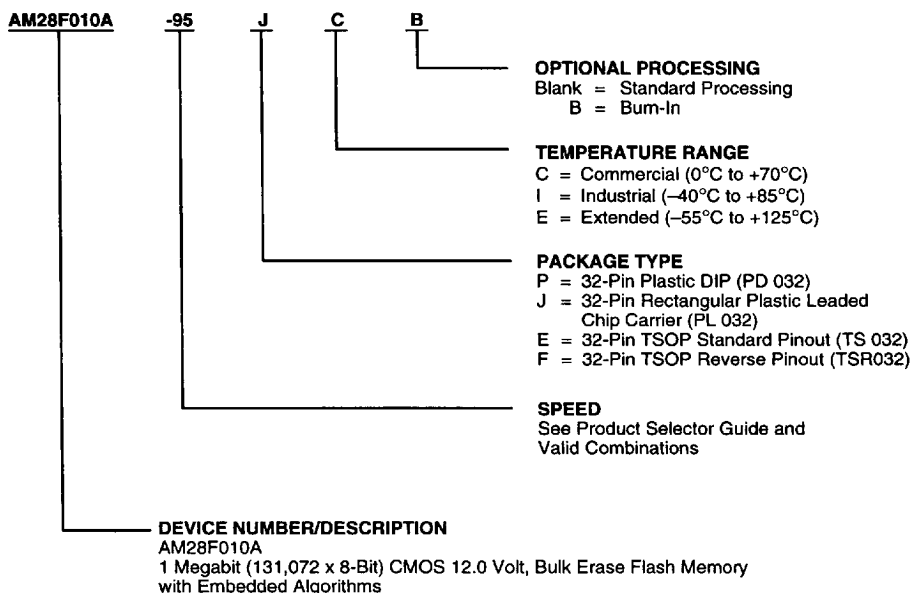 AM28F010A -95 J C B
OPTIONAL PROCESSING
Blank = Standard Processing
B = Burn-In
TEMPERATURE RANGE
C = Commercial (0°C to +70°C)
I = Industrial (–40°C to +85°C)
E = Extended (–55°C to +125°C)
PACKAGE TYPE
P = 32-Pin Plastic DIP (PD 032)
J = 32-Pin Rectangular Plastic Leaded
Chip Carrier (PL 032)
E = 32-Pin TSOP Standard Pinout (TS 032)
F = 32-Pin TSOP Reverse Pinout (TSR032)
SPEED
See Product Selector Guide and
Valid Combinations
DEVICE NUMBER/DESCRIPTION
AM28F010A
1 Megabit (131,072 x 8-Bit) CMOS 12.0 Volt, Bulk Erase Flash Memory
with Embedded Algorithms